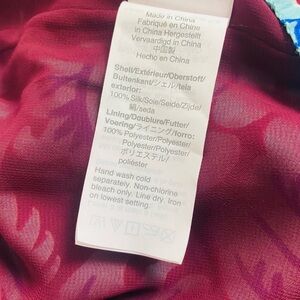 Made in China
Fabriqué en Chine
In China Hergestellt
Vervaardigd in China
中国製
Hecho en China
Shell/Extérieur/Oberstoff/
Buitenkant/シェル/tela
exterior:
100% Silk/Soie/Seide/Zijde/
絹/seda
Lining/Doublure/Futter/
Voering/ライニング/forro:
100% Polyester/Polyester/
Polyester/Polyester/
ポリエステル/
poliéster
Hand wash cold
separately. Non-chlorine
bleach only. Line dry. Iron
on lowest setting.